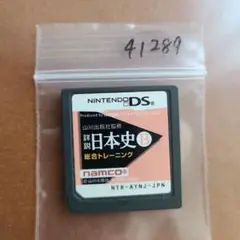 41289
NINTENDO DS
山川出版社監修
詳説
日本史B
総合トレーニング
namco
NTR-AYNJ-JPN